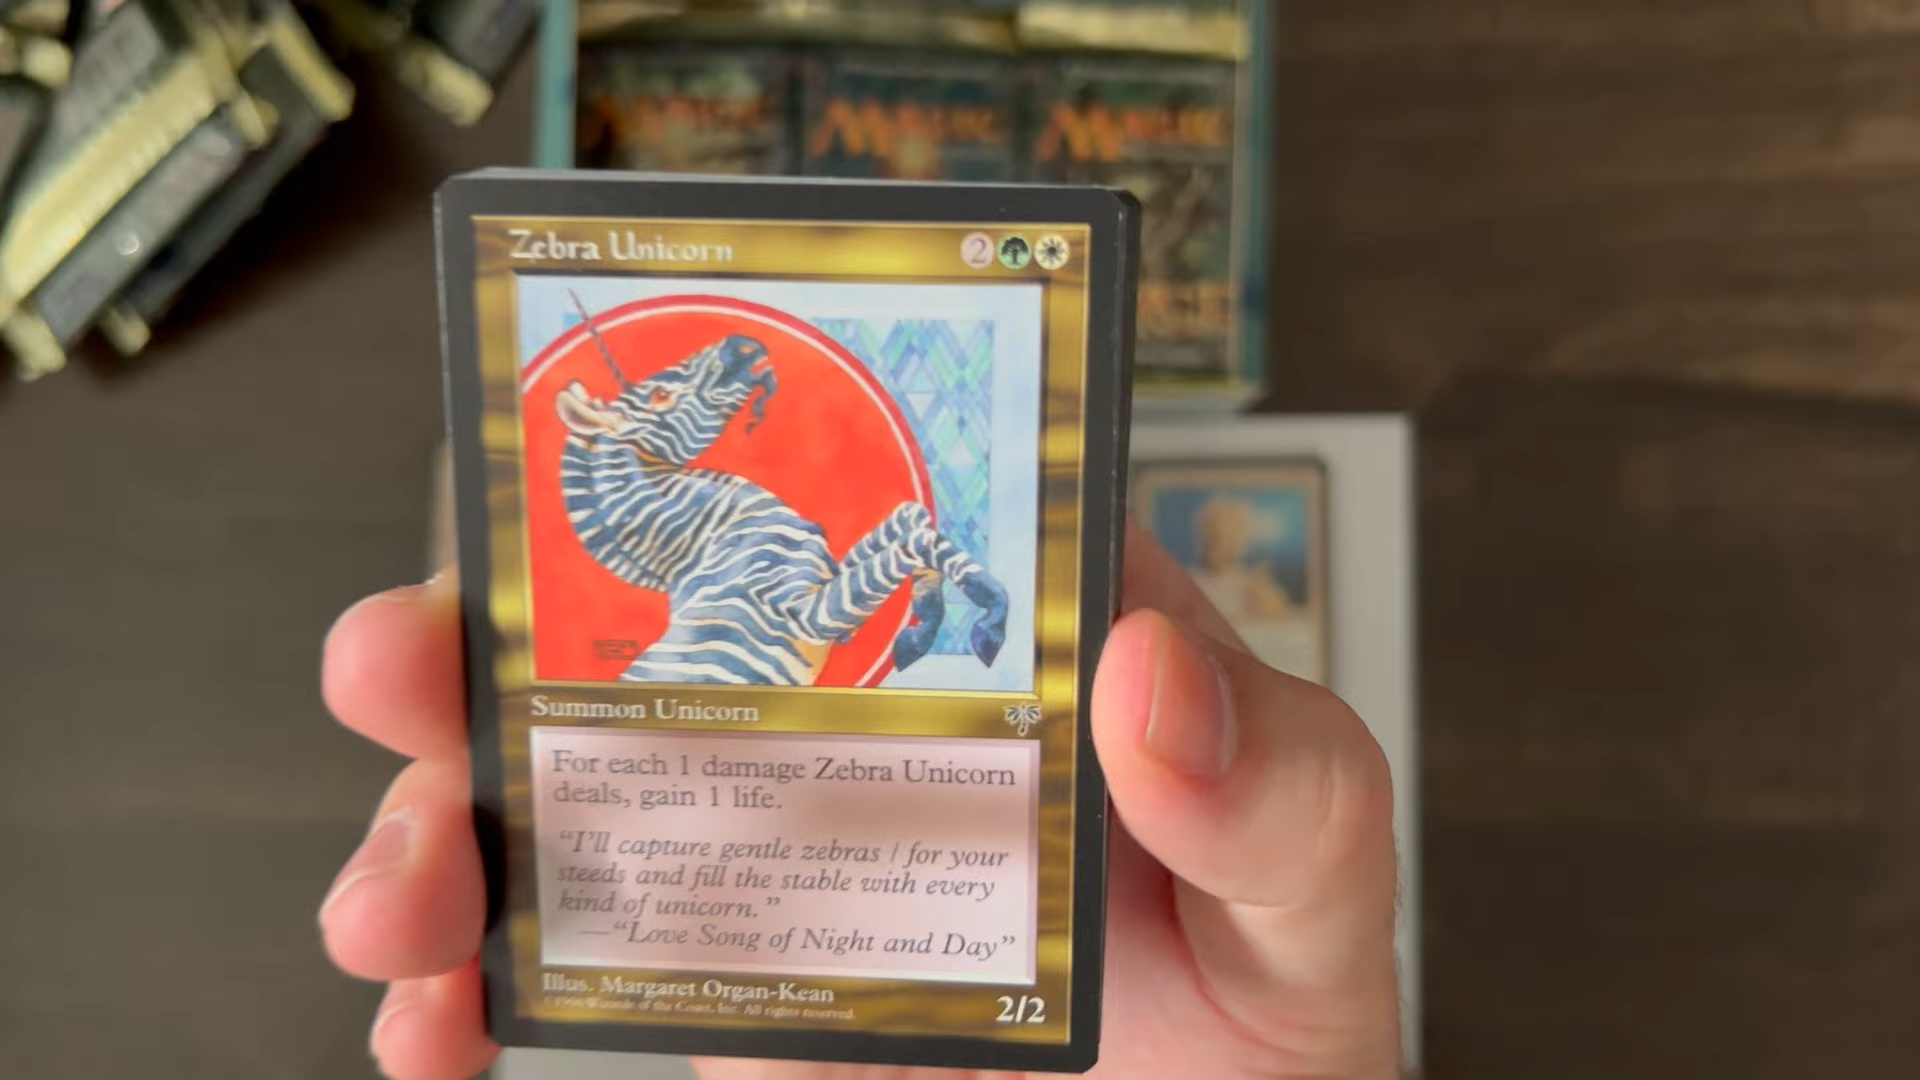 MAGIC
MAGIC
MAGIC
Zebra Unicorn
2
Summon Unicorn
For each 1 damage Zebra Unicorn
deals, gain 1 life.
“I’ll capture gentle zebras / for your
steeds and fill the stable with every
kind of unicorn.”
—“Love Song of Night and Day”
Illus. Margaret Organ-Kean
© 1996 Wizards of the Coast, Inc. All rights reserved.
2/2